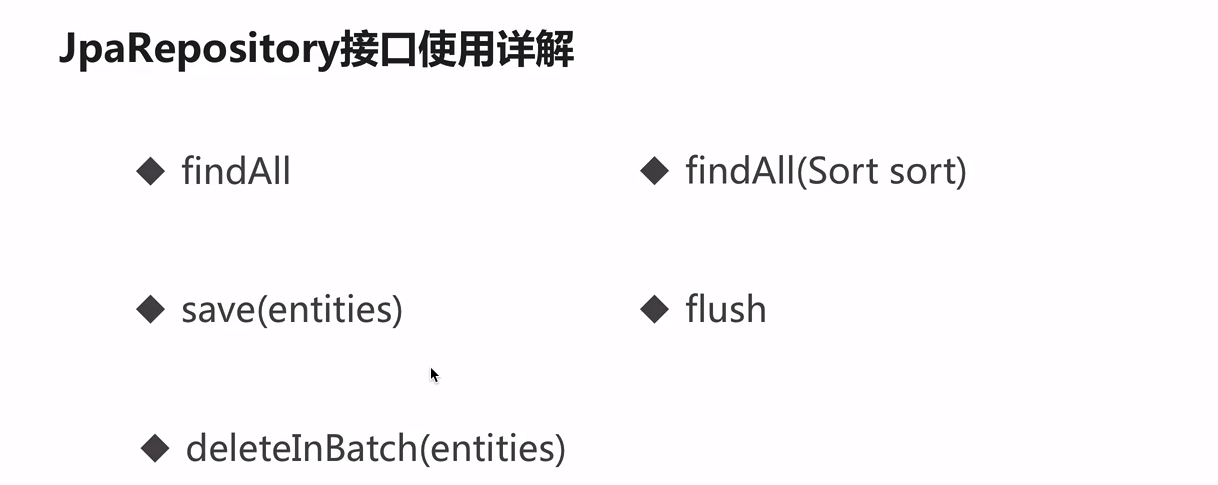 JpaRepository接口使用详解
◆ findAll
◆ findAll(Sort sort)
◆ save(entities)
◆ flush
◆ deleteInBatch(entities)